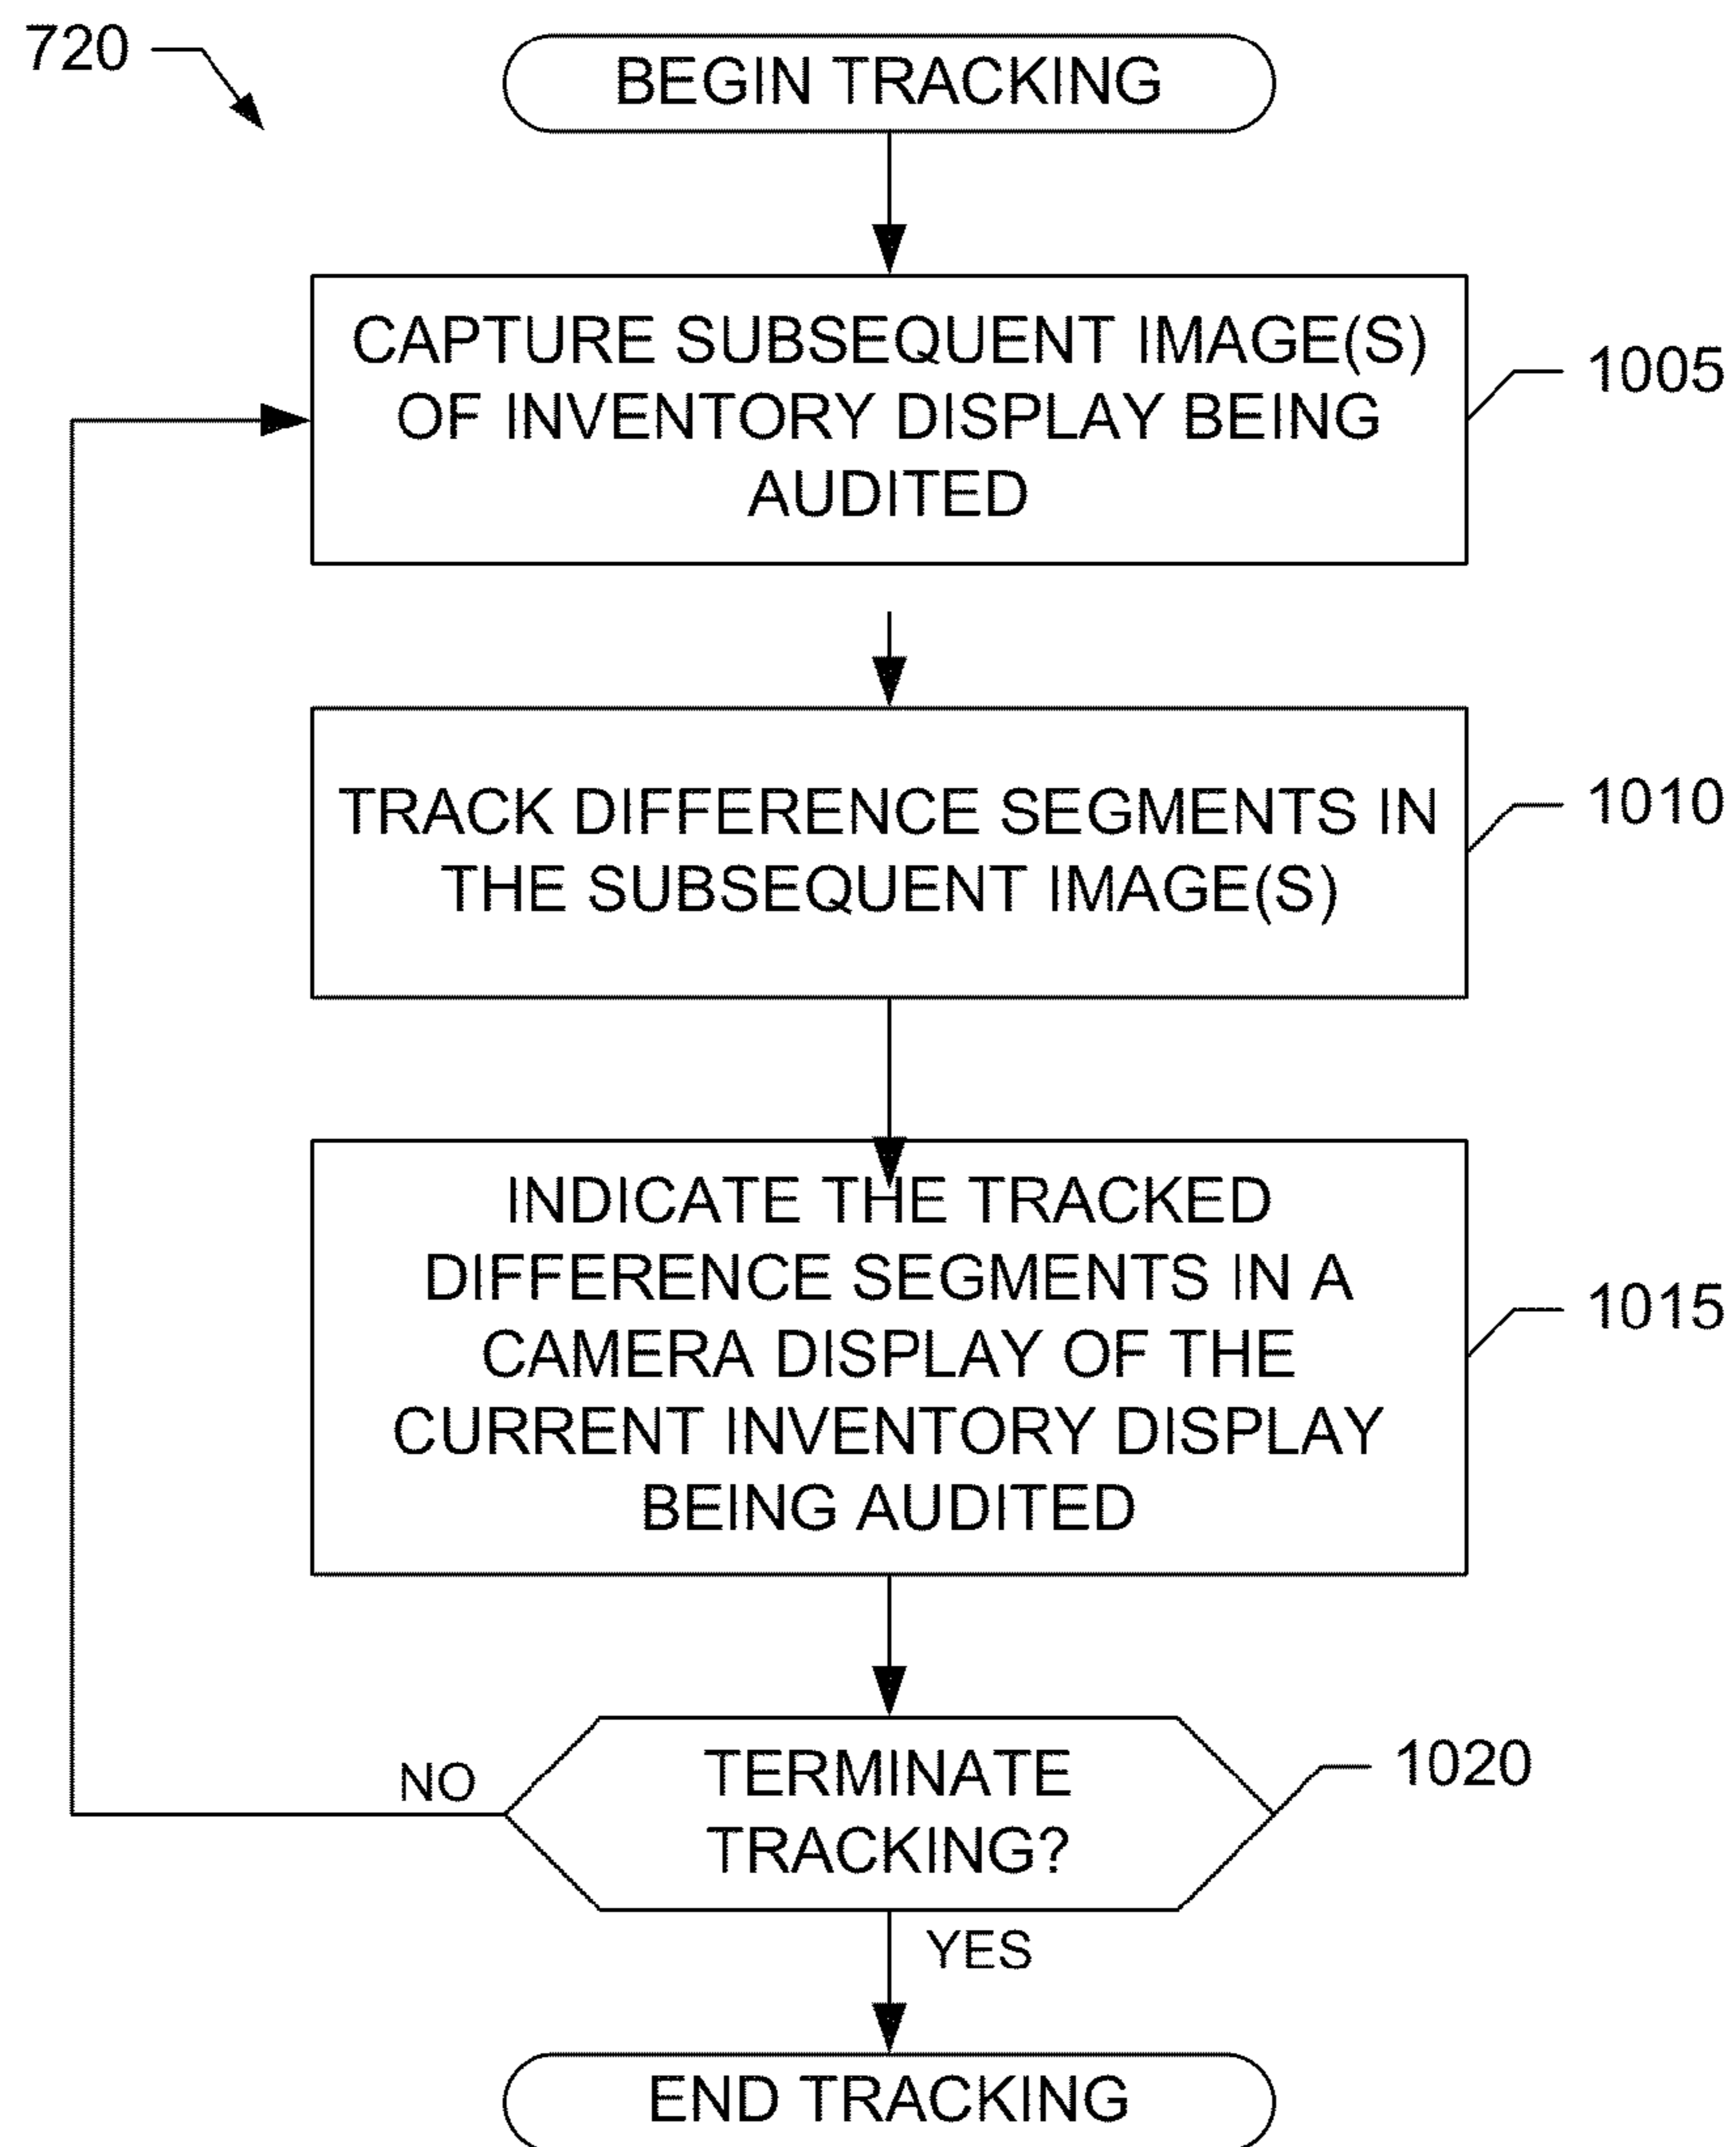 720
BEGIN TRACKING
CAPTURE SUBSEQUENT IMAGE(S)
OF INVENTORY DISPLAY BEING
AUDITED
1005
TRACK DIFFERENCE SEGMENTS IN
THE SUBSEQUENT IMAGE(S)
1010
INDICATE THE TRACKED
DIFFERENCE SEGMENTS IN A
CAMERA DISPLAY OF THE
CURRENT INVENTORY DISPLAY
BEING AUDITED
1015
TERMINATE
TRACKING?
1020
NO
YES
END TRACKING